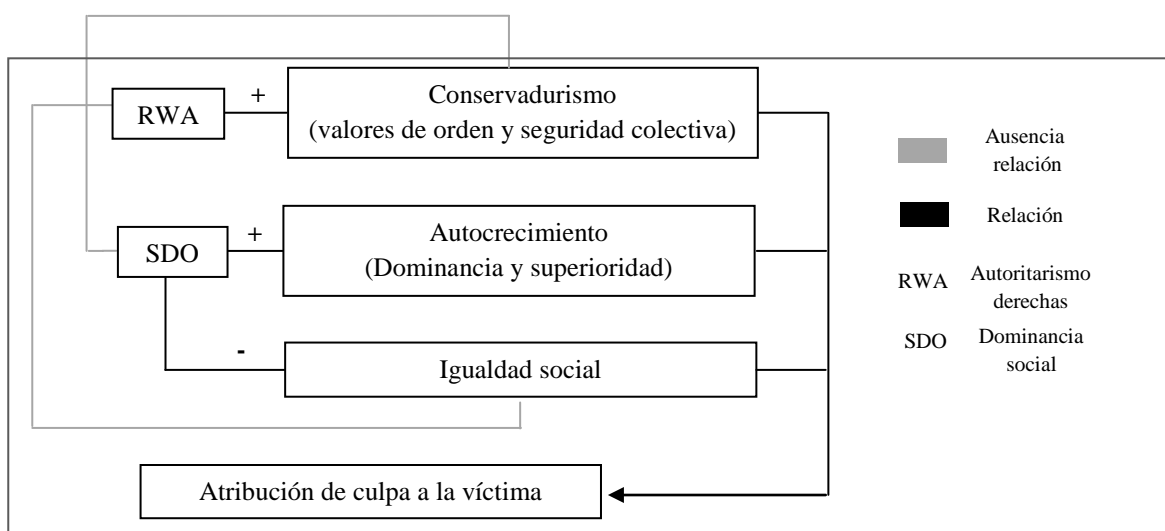 RWA
+
Conservadurismo
(valores de orden y seguridad colectiva)
SDO
+
Autocrecimiento
(Dominancia y superioridad)
-
Igualdad social
Atribución de culpa a la víctima
Ausencia
relación
Relación
RWA
Autoritarismo
derechas
SDO
Dominancia
social